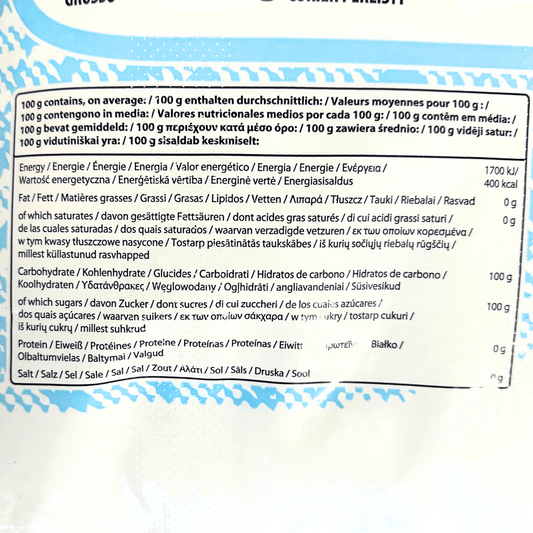 100 g contains, on average: / 100 g enthalten durchschnittlich: / Valeurs moyennes pour 100 g : /
100 g contengono in media: / Valores nutricionales medios por cada 100 g: / 100 g contêm em média: /
100 g bevat gemiddeld: / 100 g περιέχουν κατά μέσο όρο: / 100 g zawiera średnio: / 100 g vidēji satur: /
100 g vidutiniškai yra: / 100 g sisaldab keskmiselt:
Energy / Energie / Énergie / Energia / Valor energético / Energia / Energie / Ενέργεια / 1700 kJ/
Wartość energetyczna / Enerģētiskā vērtība / Energinė vertė / Energiasisaldus 400 kcal
Fat / Fett / Matières grasses / Grassi / Grasas / Lipidos / Vetten / Λιπαρά / Tłuszcz / Tauki / Riebalai / Rasvad 0 g
of which saturates / davon gesättigte Fettsäuren / dont acides gras saturés / di cui acidi grassi saturi / 0 g
de las cuales saturadas / dos quais saturados / waarvan verzadigde vetzuren / εκ των οποίων κορεσμένα /
w tym kwasy tłuszczowe nasycone / Tostarp piesātinātās taukskābes / iš kurių sočiųjų riebalų rūgščių /
millest küllastunud rasvhapped
Carbohydrate / Kohlenhydrate / Glucides / Carboidrati / Hidratos de carbono / Hidratos de carbono / 100 g
Koolhydraten / Υδατάνθρακες / Węglowodany / Ogļhidrāti / angliavandeniai / Süsivesikud
of which sugars / davon Zucker / dont sucres / di cui zuccheri / de los cuales azúcares / 100 g
dos quais açúcares / waarvan suikers / εκ των οποίων σάκχαρα / w tym cukry / tostarp cukuri /
iš kurių cukrų / millest suhkrud
Protein / Eiweiß / Protéines / Proteine / Proteínas / Proteínas / Eiwitt Białko / 0 g
Olbaltumvielas / Baltymai / Valgud
Salt / Salz / Sel / Sale / Sal / Sal / Zout / Αλάτι / Sól / Sāls / Druska / Sool 0 g